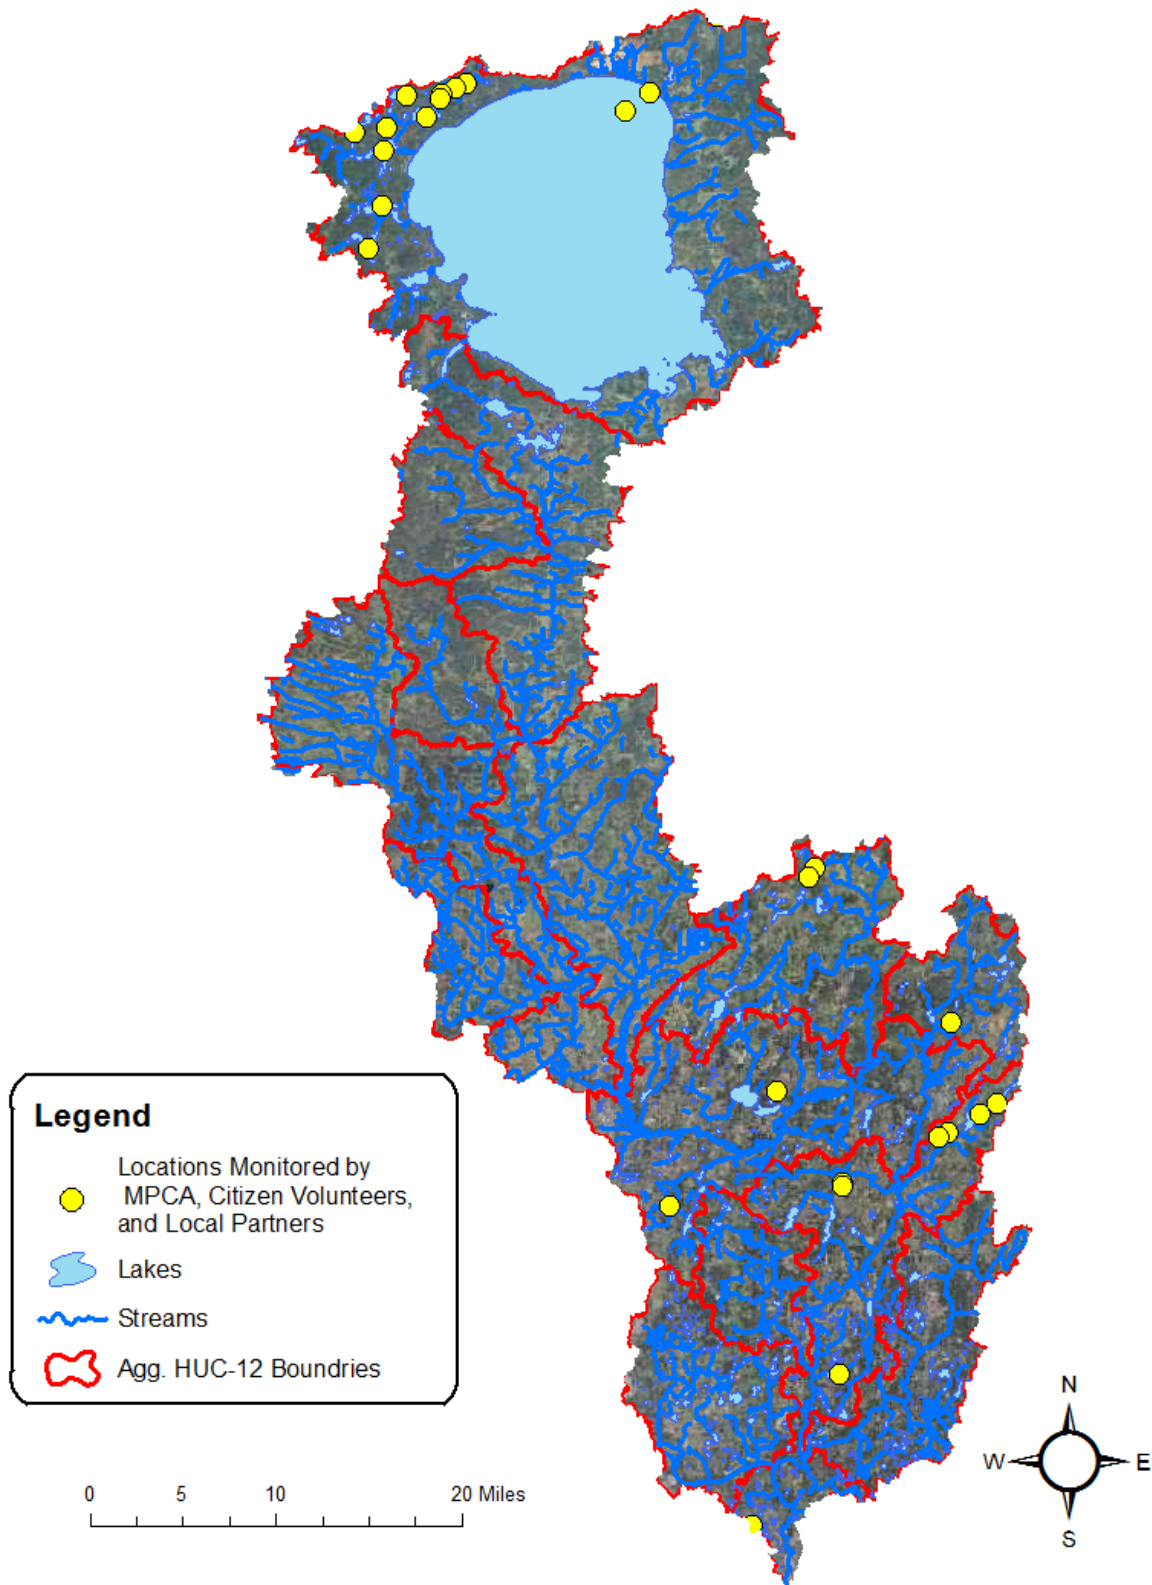 Legend
Locations Monitored by
MPCA, Citizen Volunteers,
and Local Partners
Lakes
Streams
Agg. HUC-12 Boundries
0 5 10 20 Miles
N
W E
S